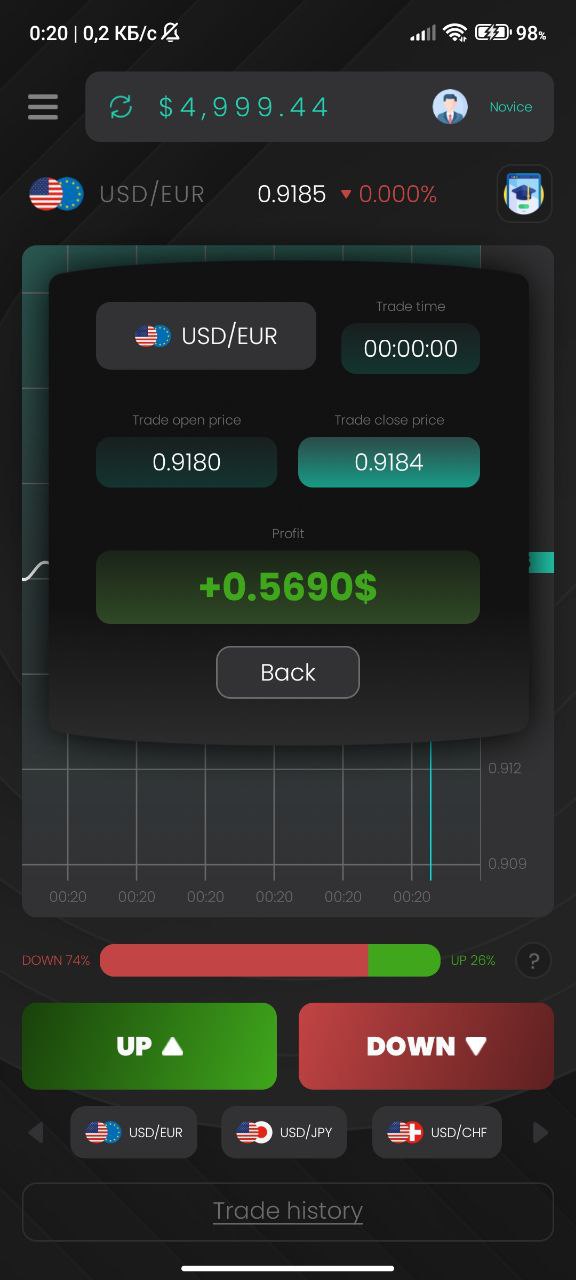 0:20 | 0,2 КБ/с 98%
$4,999.44 Novice
USD/EUR 0.9185 ▼ 0.000%
Trade time
USD/EUR 00:00:00
Trade open price Trade close price
0.9180 0.9184
Profit
+0.5690$
Back
0.912
0.909
00:20 00:20 00:20 00:20 00:20 00:20
DOWN 74% UP 26% ?
UP ▲ DOWN ▼
USD/EUR USD/JPY USD/CHF
Trade history